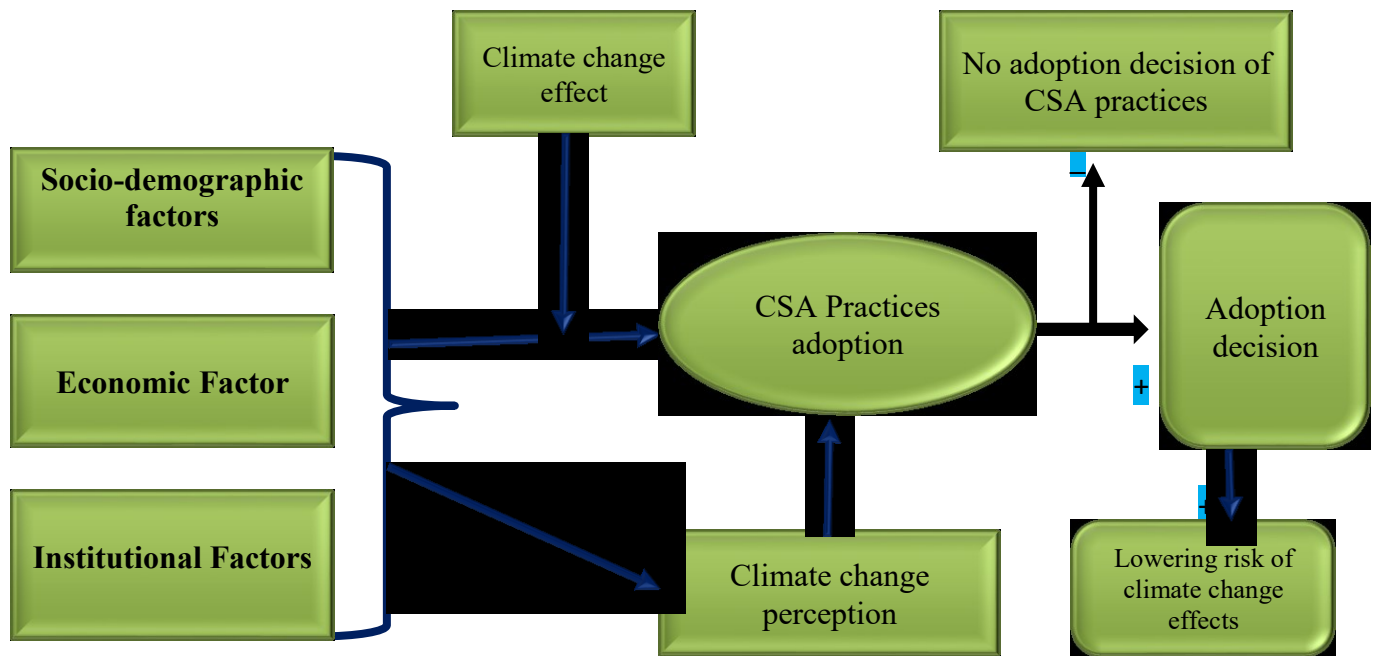 Climate change
effect
No adoption decision of
CSA practices
Socio-demographic
factors
_
CSA Practices
adoption
Adoption
decision
Economic Factor
+
Institutional Factors
Climate change
perception
+
Lowering risk of
climate change
effects